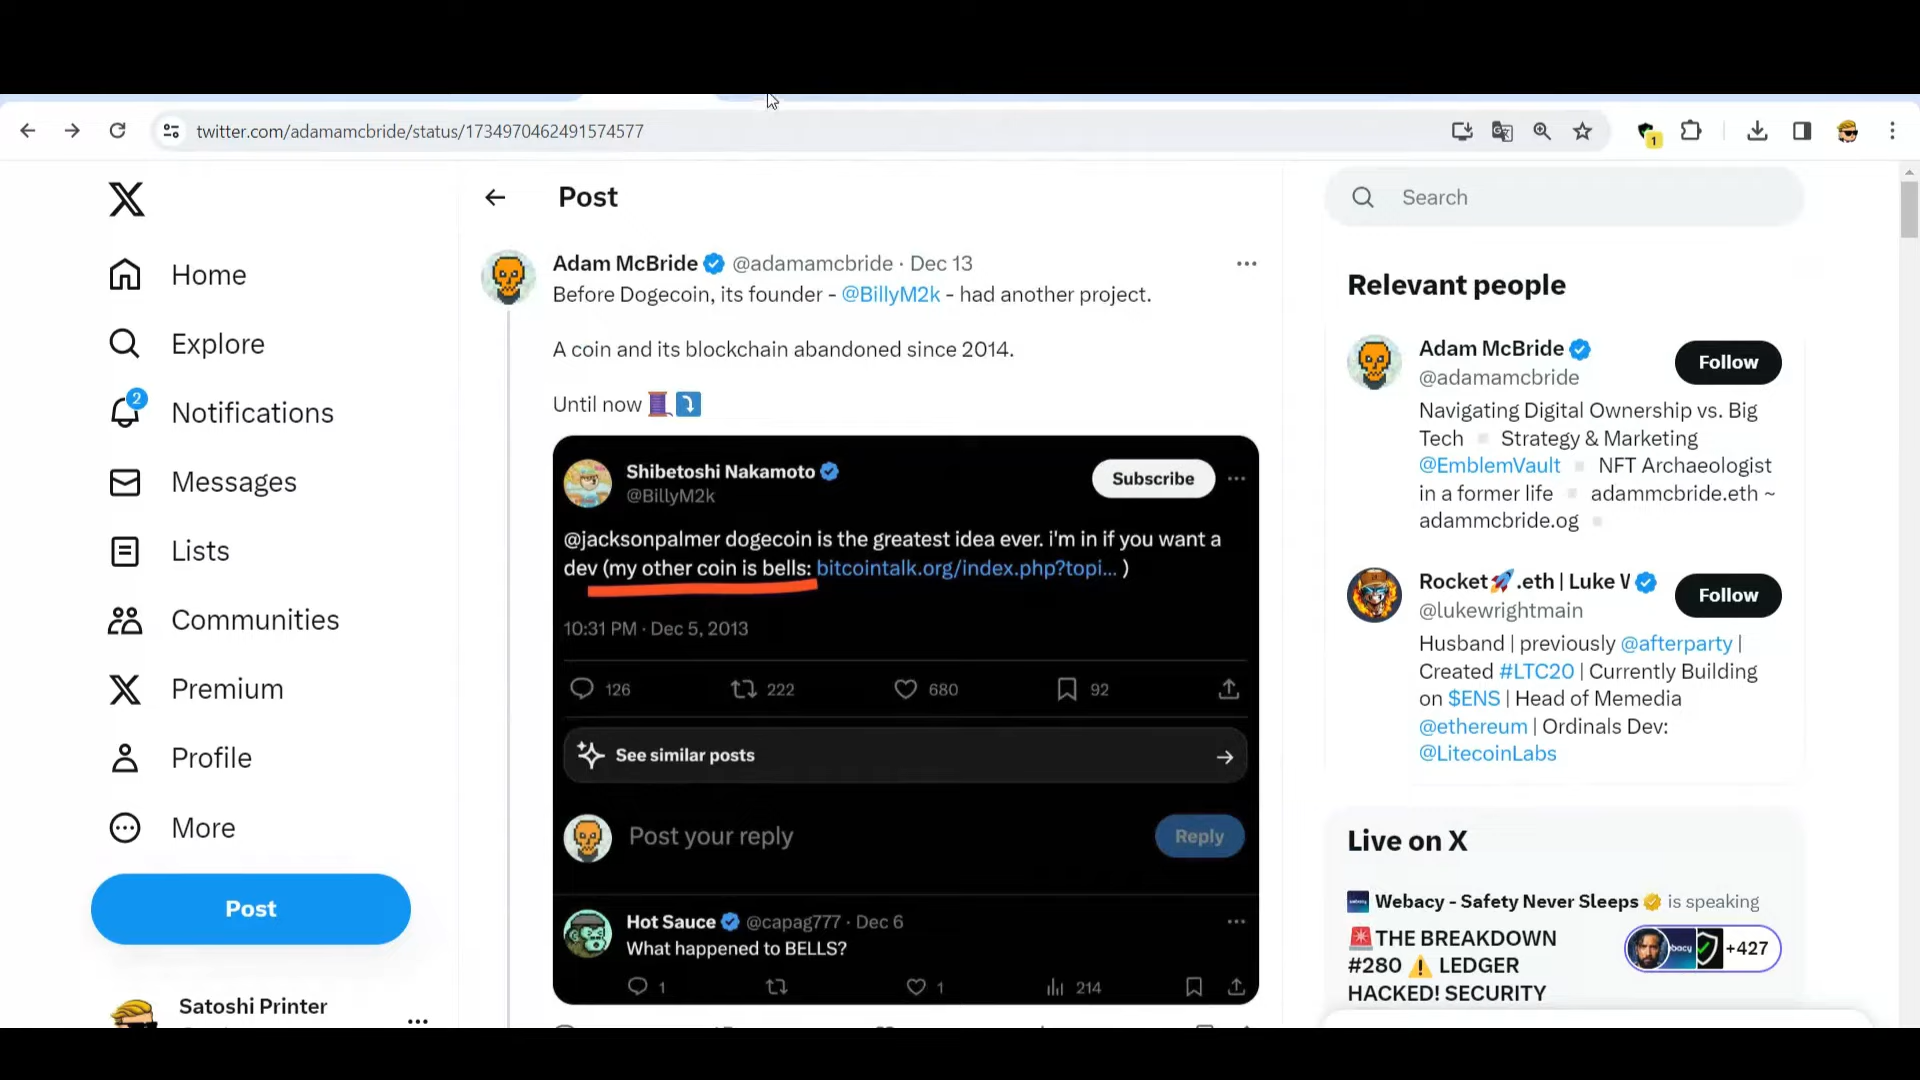 twitter.com/adamamcbride/status/1734970462491574577
1
Home
Explore
2
Notifications
Messages
Lists
Communities
Premium
Profile
More
Post
Satoshi Printer
Post
Adam McBride @adamamcbride · Dec 13
Before Dogecoin, its founder - @BillyM2k - had another project.
A coin and its blockchain abandoned since 2014.
Until now
Shibetoshi Nakamoto
@BillyM2k
Subscribe
@jacksonpalmer dogecoin is the greatest idea ever. i'm in if you want a
dev (my other coin is bells: bitcointalk.org/index.php?topi... )
10:31 PM · Dec 5, 2013
126 222 680 92
See similar posts
Post your reply
Reply
Hot Sauce @capag777 · Dec 6
What happened to BELLS?
1 1 214
Search
Relevant people
Adam McBride
@adamamcbride
Follow
Navigating Digital Ownership vs. Big
Tech Strategy & Marketing
@EmblemVault NFT Archaeologist
in a former life adammcbride.eth ~
adammcbride.og
Rocket🚀.eth | Luke
@lukewrightmain
Follow
Husband | previously @afterparty |
Created #LTC20 | Currently Building
on $ENS | Head of Memedia
@ethereum | Ordinals Dev:
@LitecoinLabs
Live on X
Webacy - Safety Never Sleeps is speaking
🚨THE BREAKDOWN
#280 ⚠️ LEDGER
HACKED! SECURITY
+427